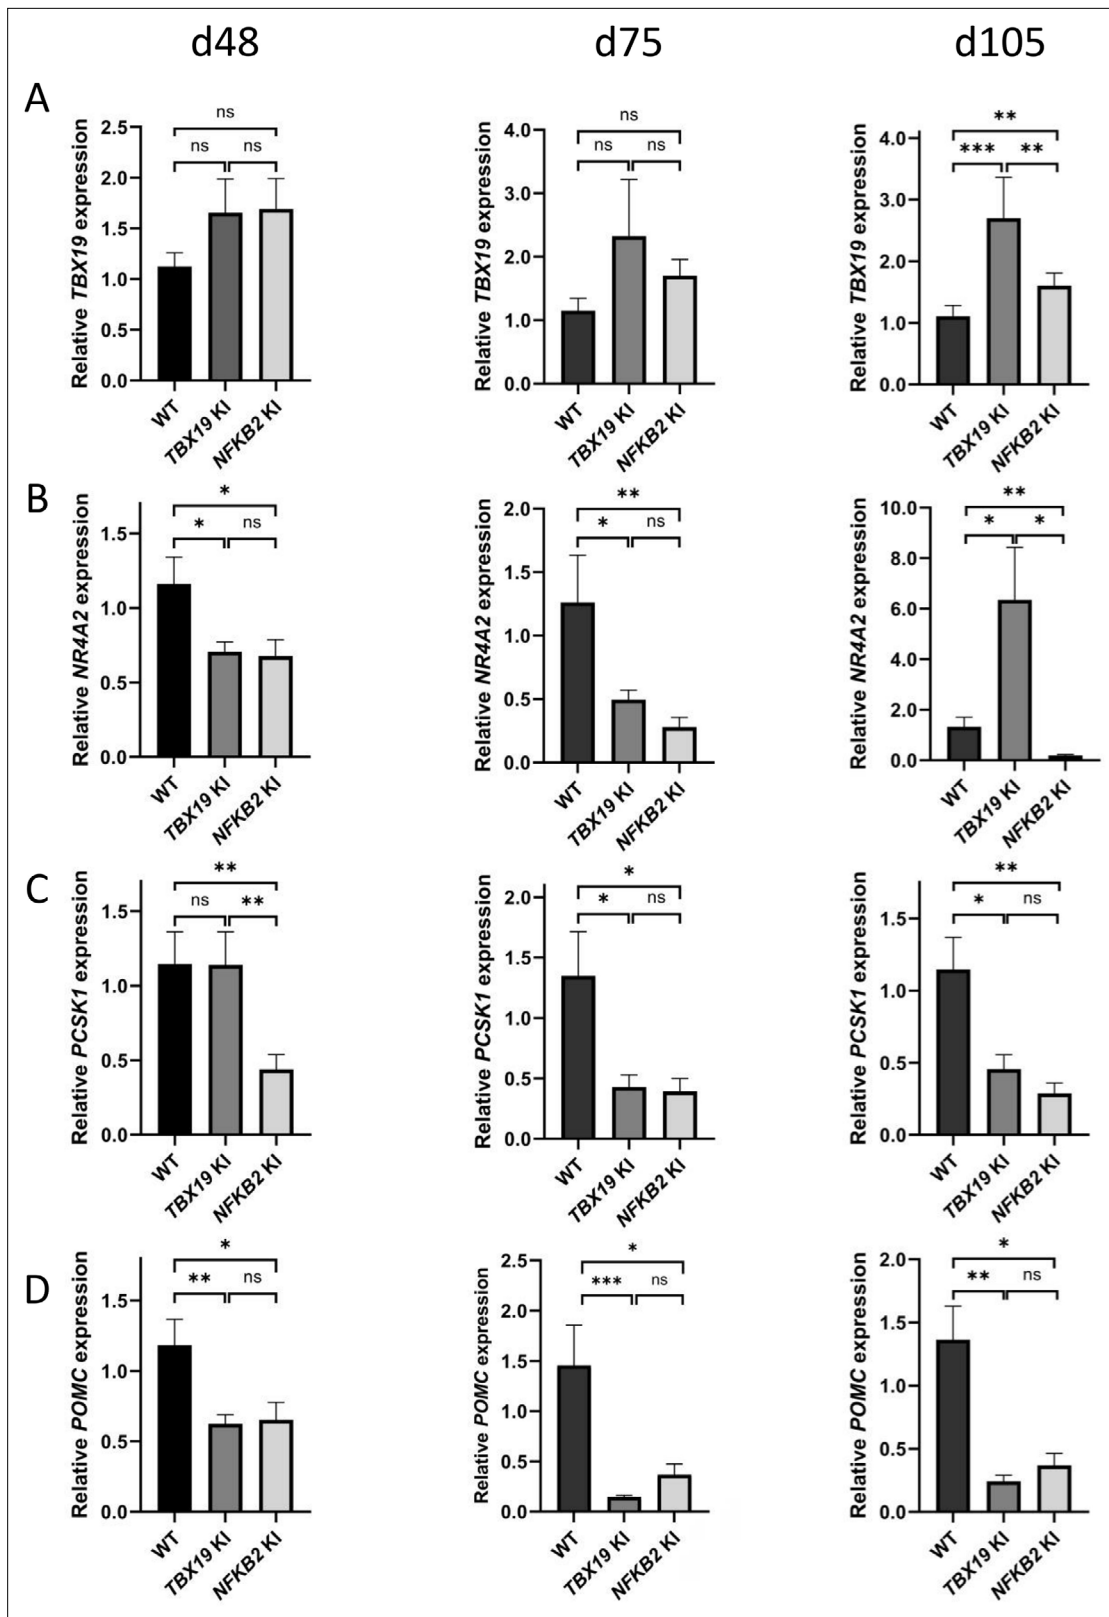 d48 d75 d105
A
ns
ns ns
2.5
2.0
1.5
1.0
0.5
0.0
Relative TBX19 expression
WT TBX19 KI NFKB2 KI
ns
ns ns
4.0
3.0
2.0
1.0
0.0
Relative TBX19 expression
WT TBX19 KI NFKB2 KI
**
*** **
4.0
3.0
2.0
1.0
0.0
Relative TBX19 expression
WT TBX19 KI NFKB2 KI
B
*
* ns
1.5
1.0
0.5
0.0
Relative NR4A2 expression
WT TBX19 KI NFKB2 KI
**
* ns
2.0
1.5
1.0
0.5
0.0
Relative NR4A2 expression
WT TBX19 KI NFKB2 KI
**
* *
10.0
8.0
6.0
4.0
2.0
0.0
Relative NR4A2 expression
WT TBX19 KI NFKB2 KI
C
**
ns **
1.5
1.0
0.5
0.0
Relative PCSK1 expression
WT TBX19 KI NFKB2 KI
*
* ns
2.0
1.5
1.0
0.5
0.0
Relative PCSK1 expression
WT TBX19 KI NFKB2 KI
**
* ns
1.5
1.0
0.5
0.0
Relative PCSK1 expression
WT TBX19 KI NFKB2 KI
D
*
** ns
1.5
1.0
0.5
0.0
Relative POMC expression
WT TBX19 KI NFKB2 KI
*
*** ns
2.5
2.0
1.5
1.0
0.5
0.0
Relative POMC expression
WT TBX19 KI NFKB2 KI
*
** ns
2.0
1.5
1.0
0.5
0.0
Relative POMC expression
WT TBX19 KI NFKB2 KI